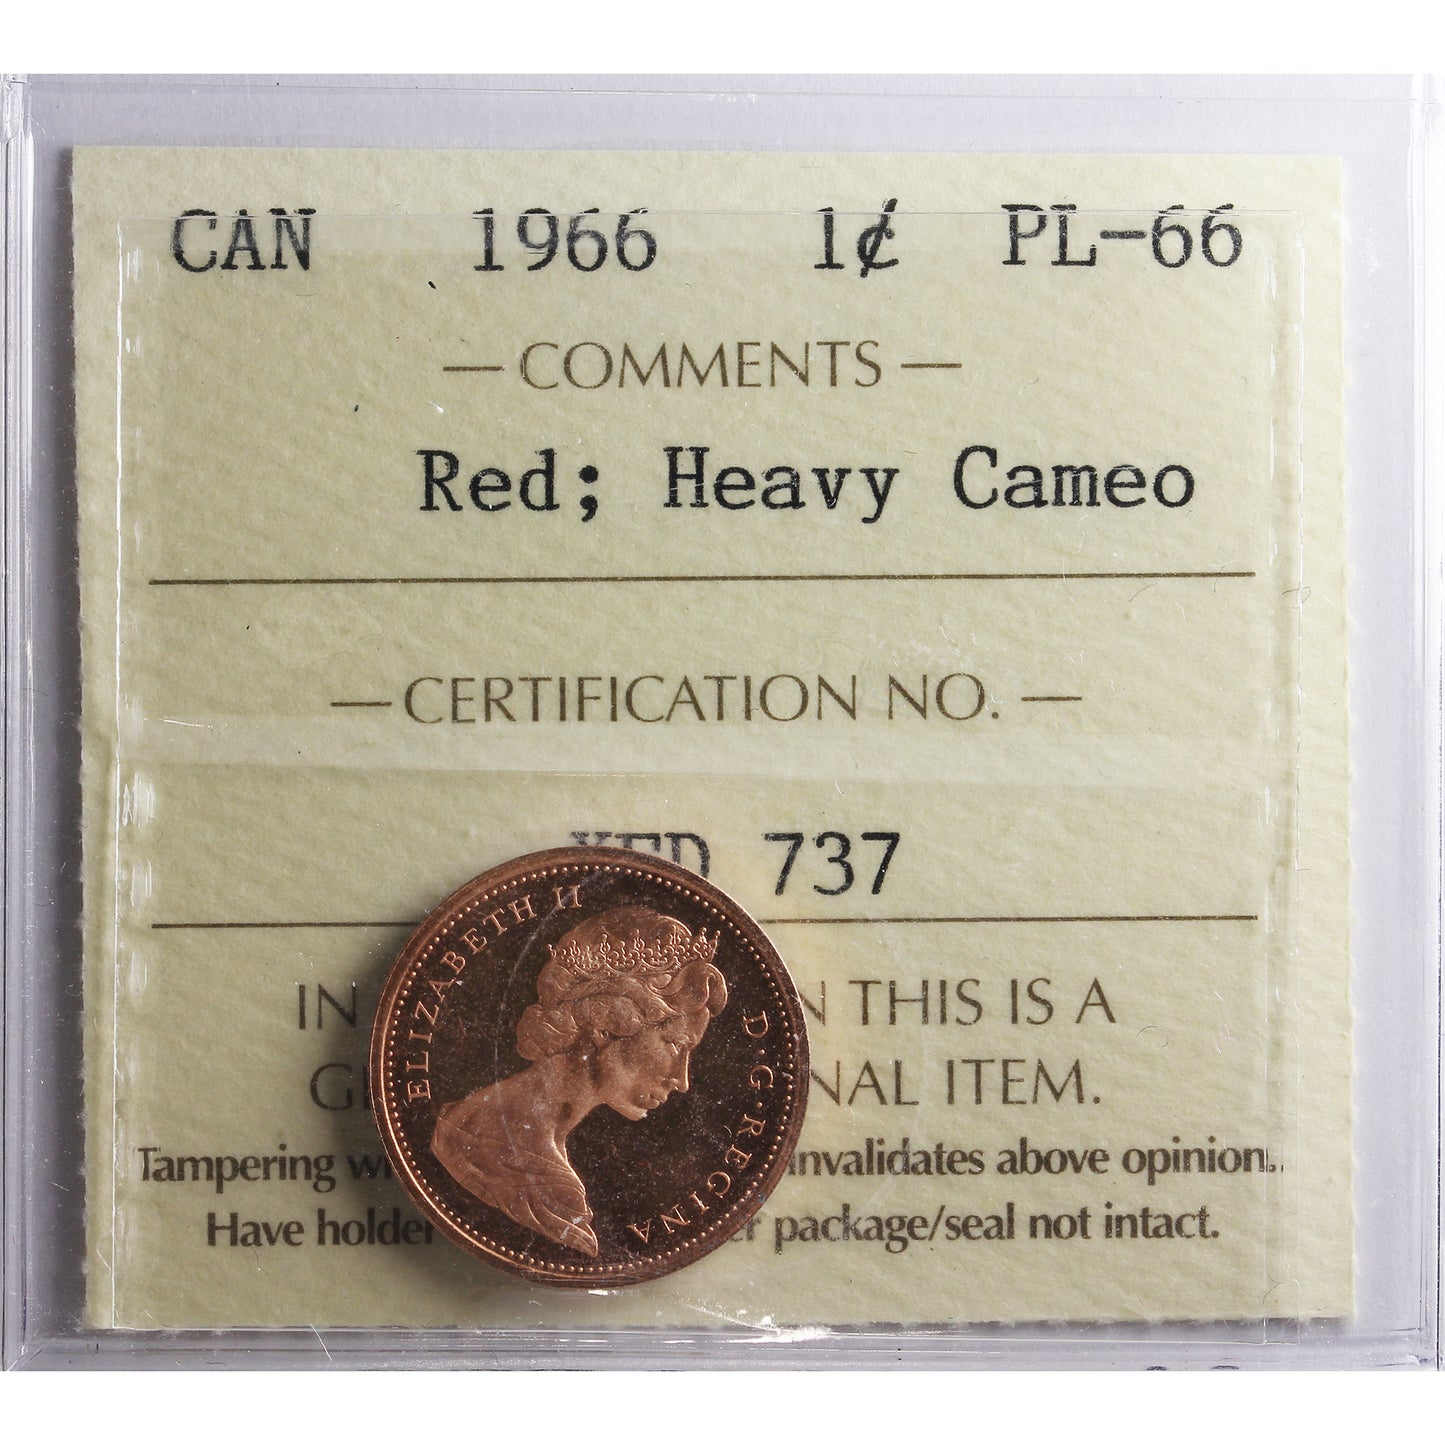 CAN 1966 1¢ PL-66
— COMMENTS —
Red; Heavy Cameo
— CERTIFICATION NO. —
XFD 737
IN N THIS IS A
G NAL ITEM.
Tampering invalidates above opinion.
Have holder package/seal not intact.
ELIZABETH II D·G·REGINA